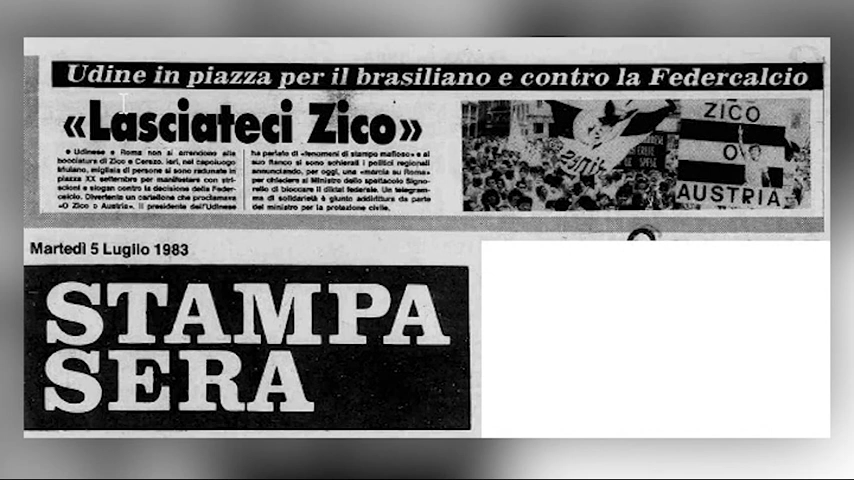 Udine in piazza per il brasiliano e contro la Federcalcio
«Lasciateci Zico»
● Udinese e Roma non si arrendono alla
bocciatura di Zico e Cerezo. Ieri, nel capoluogo
friulano, migliaia di persone si sono radunate in
piazza XX settembre per manifestare con stri-
scioni e slogan contro la decisione della Feder-
calcio. Divertente un cartellone che proclamava
«O Zico o Austria». Il presidente dell'Udinese
ha parlato di «fenomeni di stampo mafioso» e al
suo fianco si sono schierati i politici regionali
annunciando, per oggi, una «marcia su Roma»
per chiedere al Ministro dello spettacolo Signo-
rello di bloccare il diktat federale. Un telegram-
ma di solidarietà è giunto addirittura da parte
del ministro per la protazione civile.
ZICO
O
AUSTRIA
Martedì 5 Luglio 1983
STAMPA
SERA